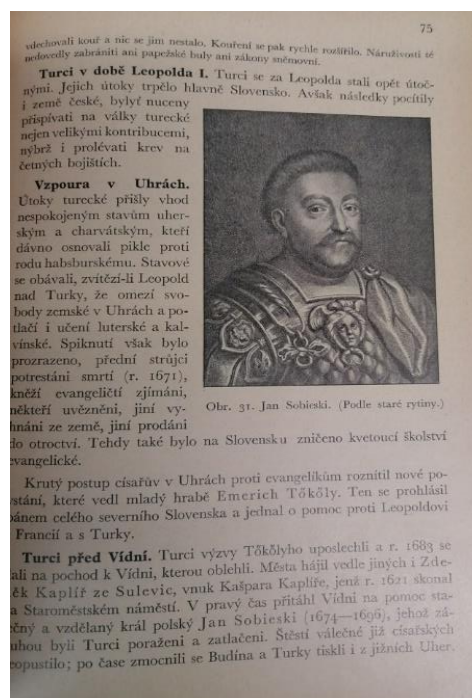 75
vdechovali kouř a nic se jim nestalo. Kouření se pak rychle rozšířilo. Náruživosti té
nedovedly zabrániti ani papežské buly ani zákony sněmovní.
Turci v době Leopolda I. Turci se za Leopolda stali opět útoč-
nými. Jejich útoky trpělo hlavně Slovensko. Avšak následky pocítily
i země české, bylyť nuceny
přispívati na války turecké
nejen velikými kontribucemi,
nýbrž i prolévati krev na
četných bojištích.
Vzpoura v Uhrách.
Útoky turecké přišly vhod
nespokojeným stavům uher-
ským a charvátským, kteří
dávno osnovali pikle proti
rodu habsburskému. Stavové
se obávali, zvítězí-li Leopold
nad Turky, že omezí svo-
body zemské v Uhrách a po-
tlačí i učení luterské a kal-
vínské. Spiknutí však bylo
prozrazeno, přední strůjci
potrestáni smrtí (r. 1671),
kněží evangeličtí zjímáni,
někteří uvězněni, jiní vy-
hnáni ze země, jiní prodáni
do otroctví. Tehdy také bylo na Slovensku zničeno kvetoucí školství
evangelické.
Obr. 31. Jan Sobieski. (Podle staré rytiny.)
Krutý postup císařův v Uhrách proti evangelíkům roznítil nové po-
stání, které vedl mladý hrabě Emerich Tőkőly. Ten se prohlásil
pánem celého severního Slovenska a jednal o pomoc proti Leopoldovi
Francií a s Turky.
Turci před Vídní. Turci výzvy Tőkőlyho uposlechli a r. 1683 se
ali na pochod k Vídni, kterou oblehli. Města hájil vedle jiných i Zde-
ěk Kaplíř ze Sulevic, vnuk Kašpara Kaplíře, jenž r. 1621 skonal
a Staroměstském náměstí. V pravý čas přitáhl Vídni na pomoc sta-
čný a vzdělaný král polský Jan Sobieski (1674—1696), jehož zá-
uhou byli Turci poraženi a zatlačeni. Štěstí válečné již císařských
eopustilo; po čase zmocnili se Budína a Turky tiskli i z jižních Uher.